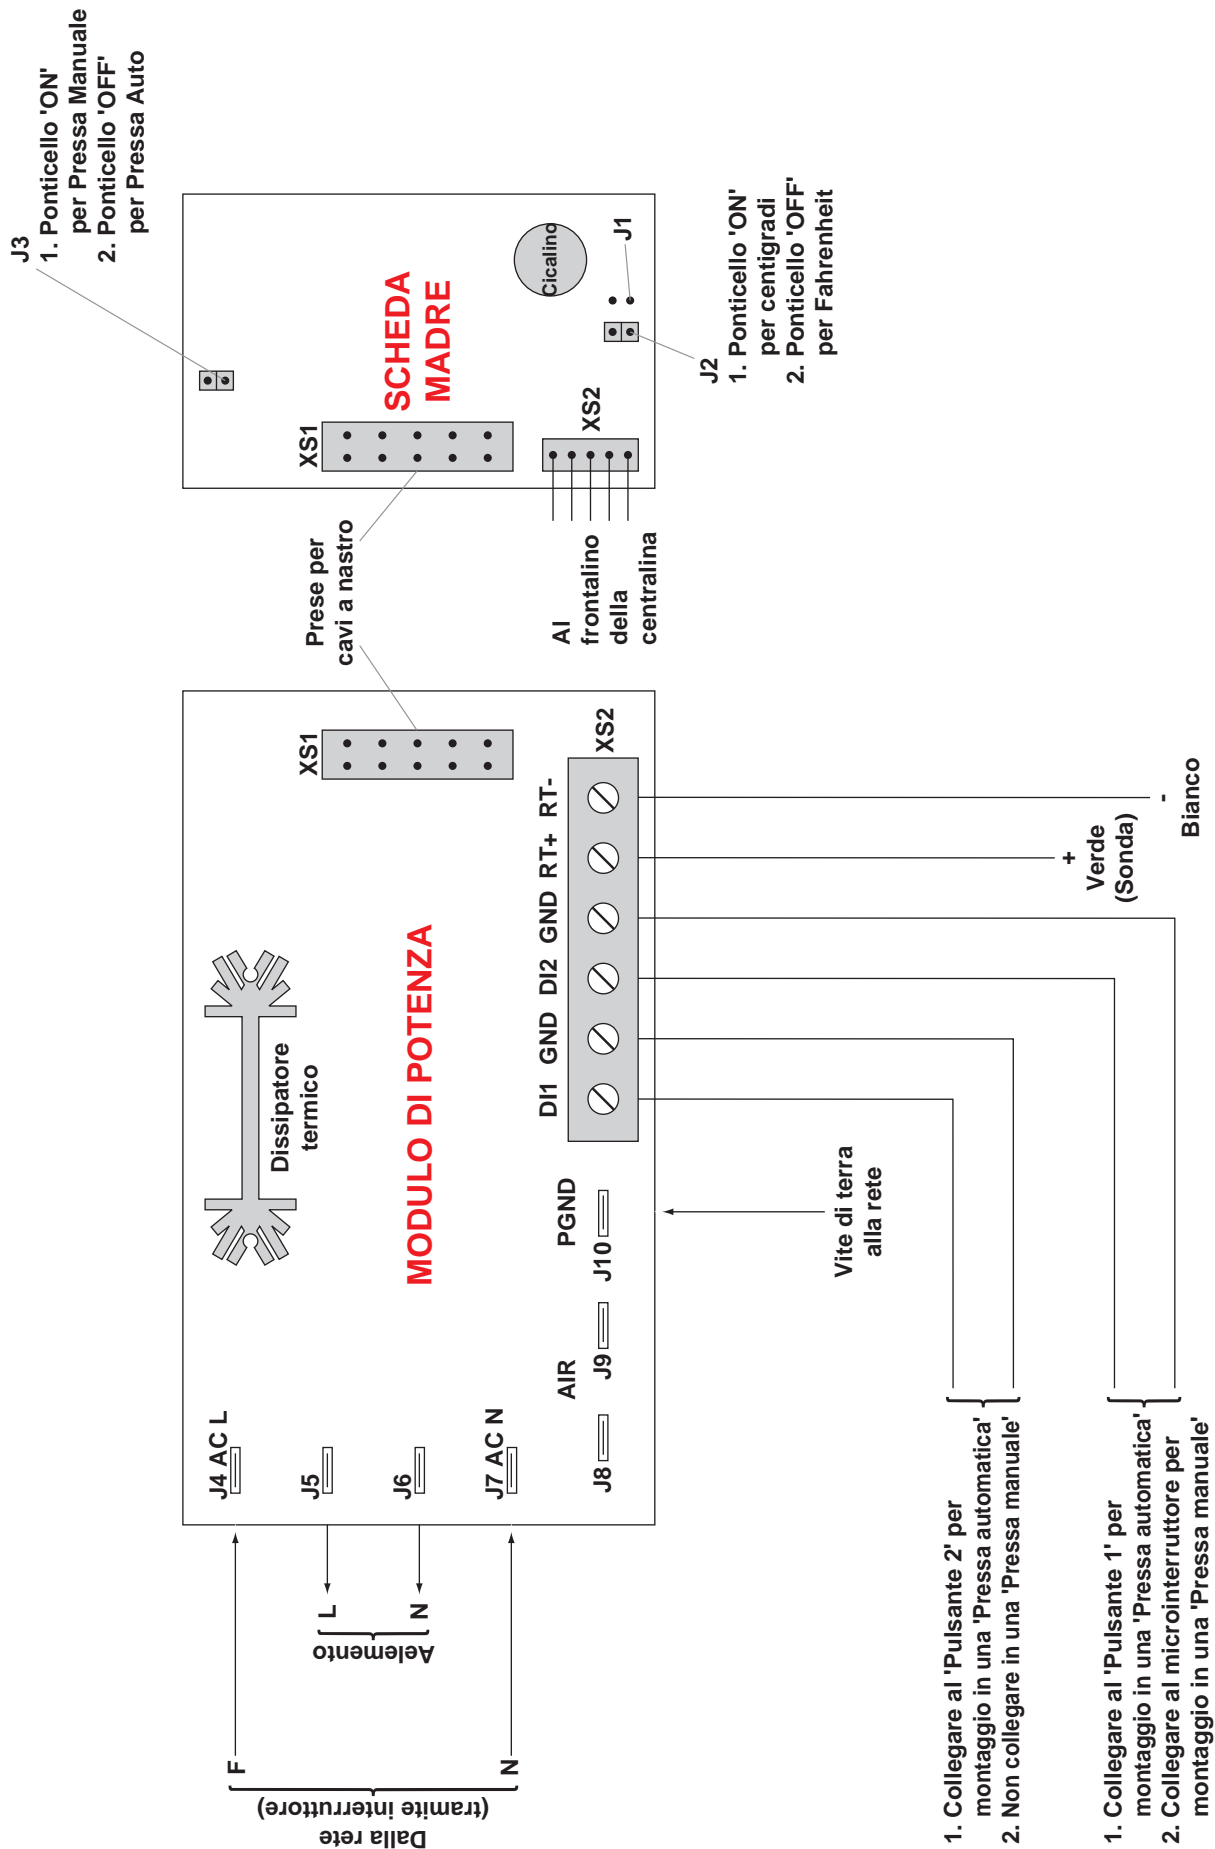 J3
1. Ponticello 'ON'
per Pressa Manuale
2. Ponticello 'OFF'
per Pressa Auto
SCHEDA
MADRE
Cicalino
J1
J2
1. Ponticello 'ON'
per centigradi
2. Ponticello 'OFF'
per Fahrenheit
XS1
XS2
Prese per
cavi a nastro
Al
frontalino
della
centralina
XS1
MODULO DI POTENZA
Dissipatore
termico
XS2
DI1
GND
DI2
GND
RT+
RT-
J4 AC L
J5
J6
J7 AC N
J8
AIR
J9
PGND
J10
Vite di terra
alla rete
+
Verde
(Sonda)
-
Bianco
Dalla rete
(tramite interruttore)
F
N
Aelemento
L
N
1. Collegare al 'Pulsante 2' per
montaggio in una 'Pressa automatica'
2. Non collegare in una 'Pressa manuale'
1. Collegare al 'Pulsante 1' per
montaggio in una 'Pressa automatica'
2. Collegare al microinterruttore per
montaggio in una 'Pressa manuale'